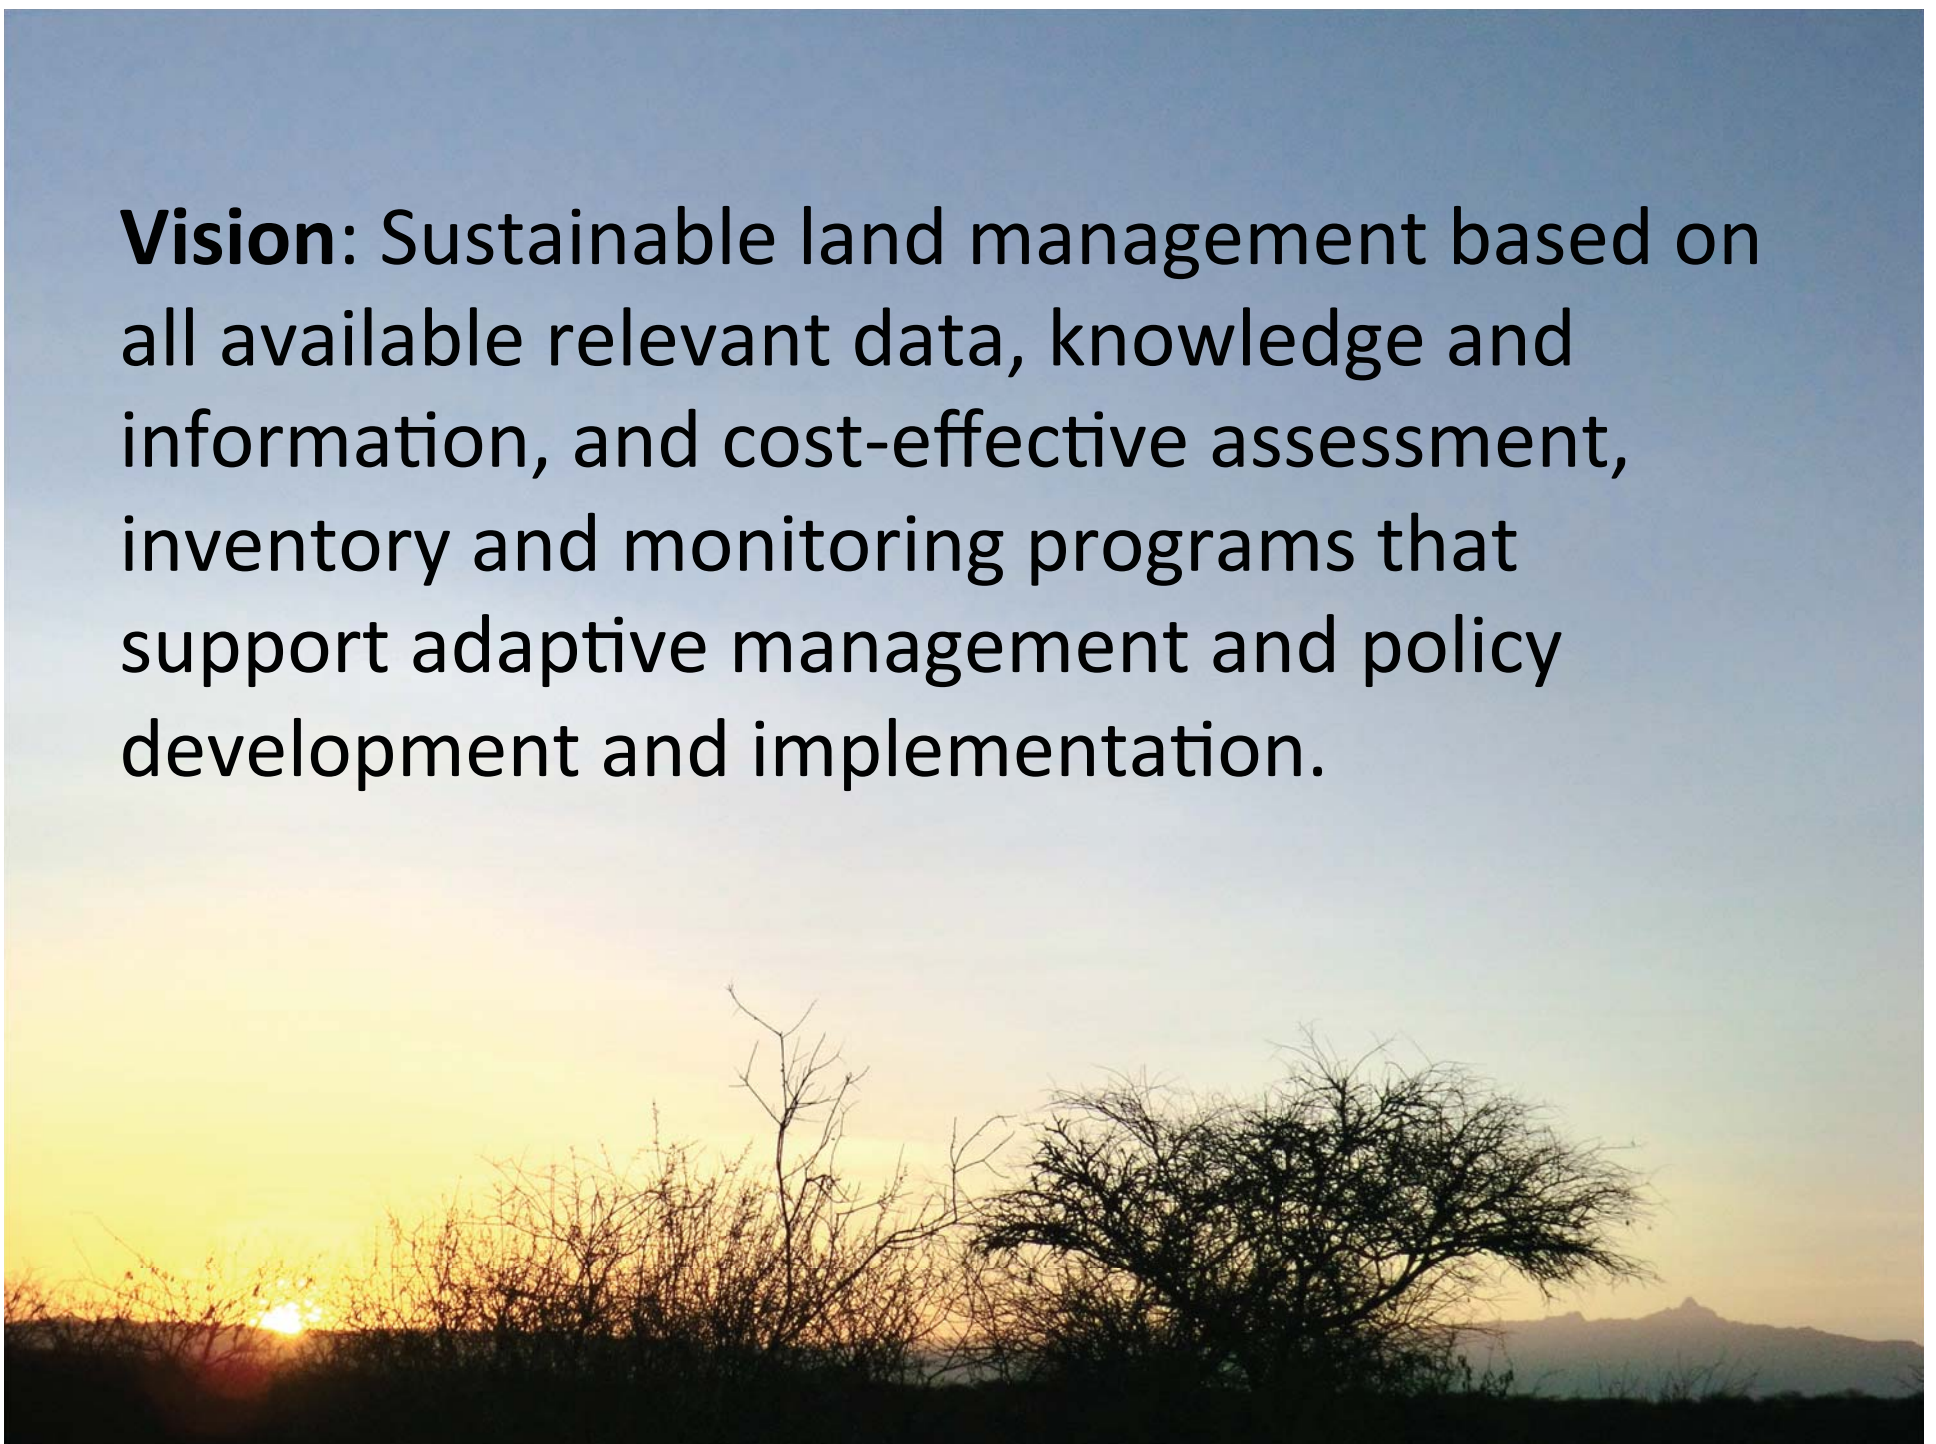 Vision: Sustainable land management based on
all available relevant data, knowledge and
information, and cost-effective assessment,
inventory and monitoring programs that
support adaptive management and policy
development and implementation.